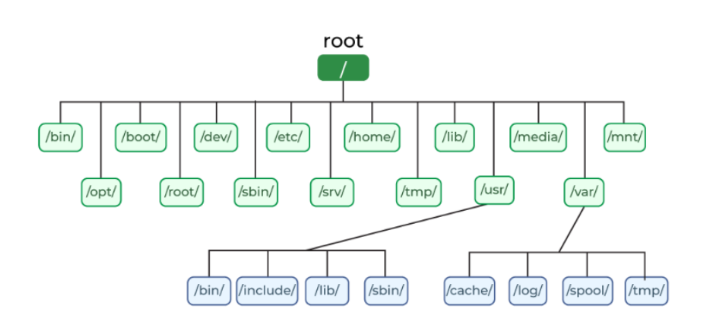 root
/
/bin/ /boot/ /dev/ /etc/ /home/ /lib/ /media/ /mnt/
/opt/ /root/ /sbin/ /srv/ /tmp/ /usr/ /var/
/bin/ /include/ /lib/ /sbin/ /cache/ /log/ /spool/ /tmp/